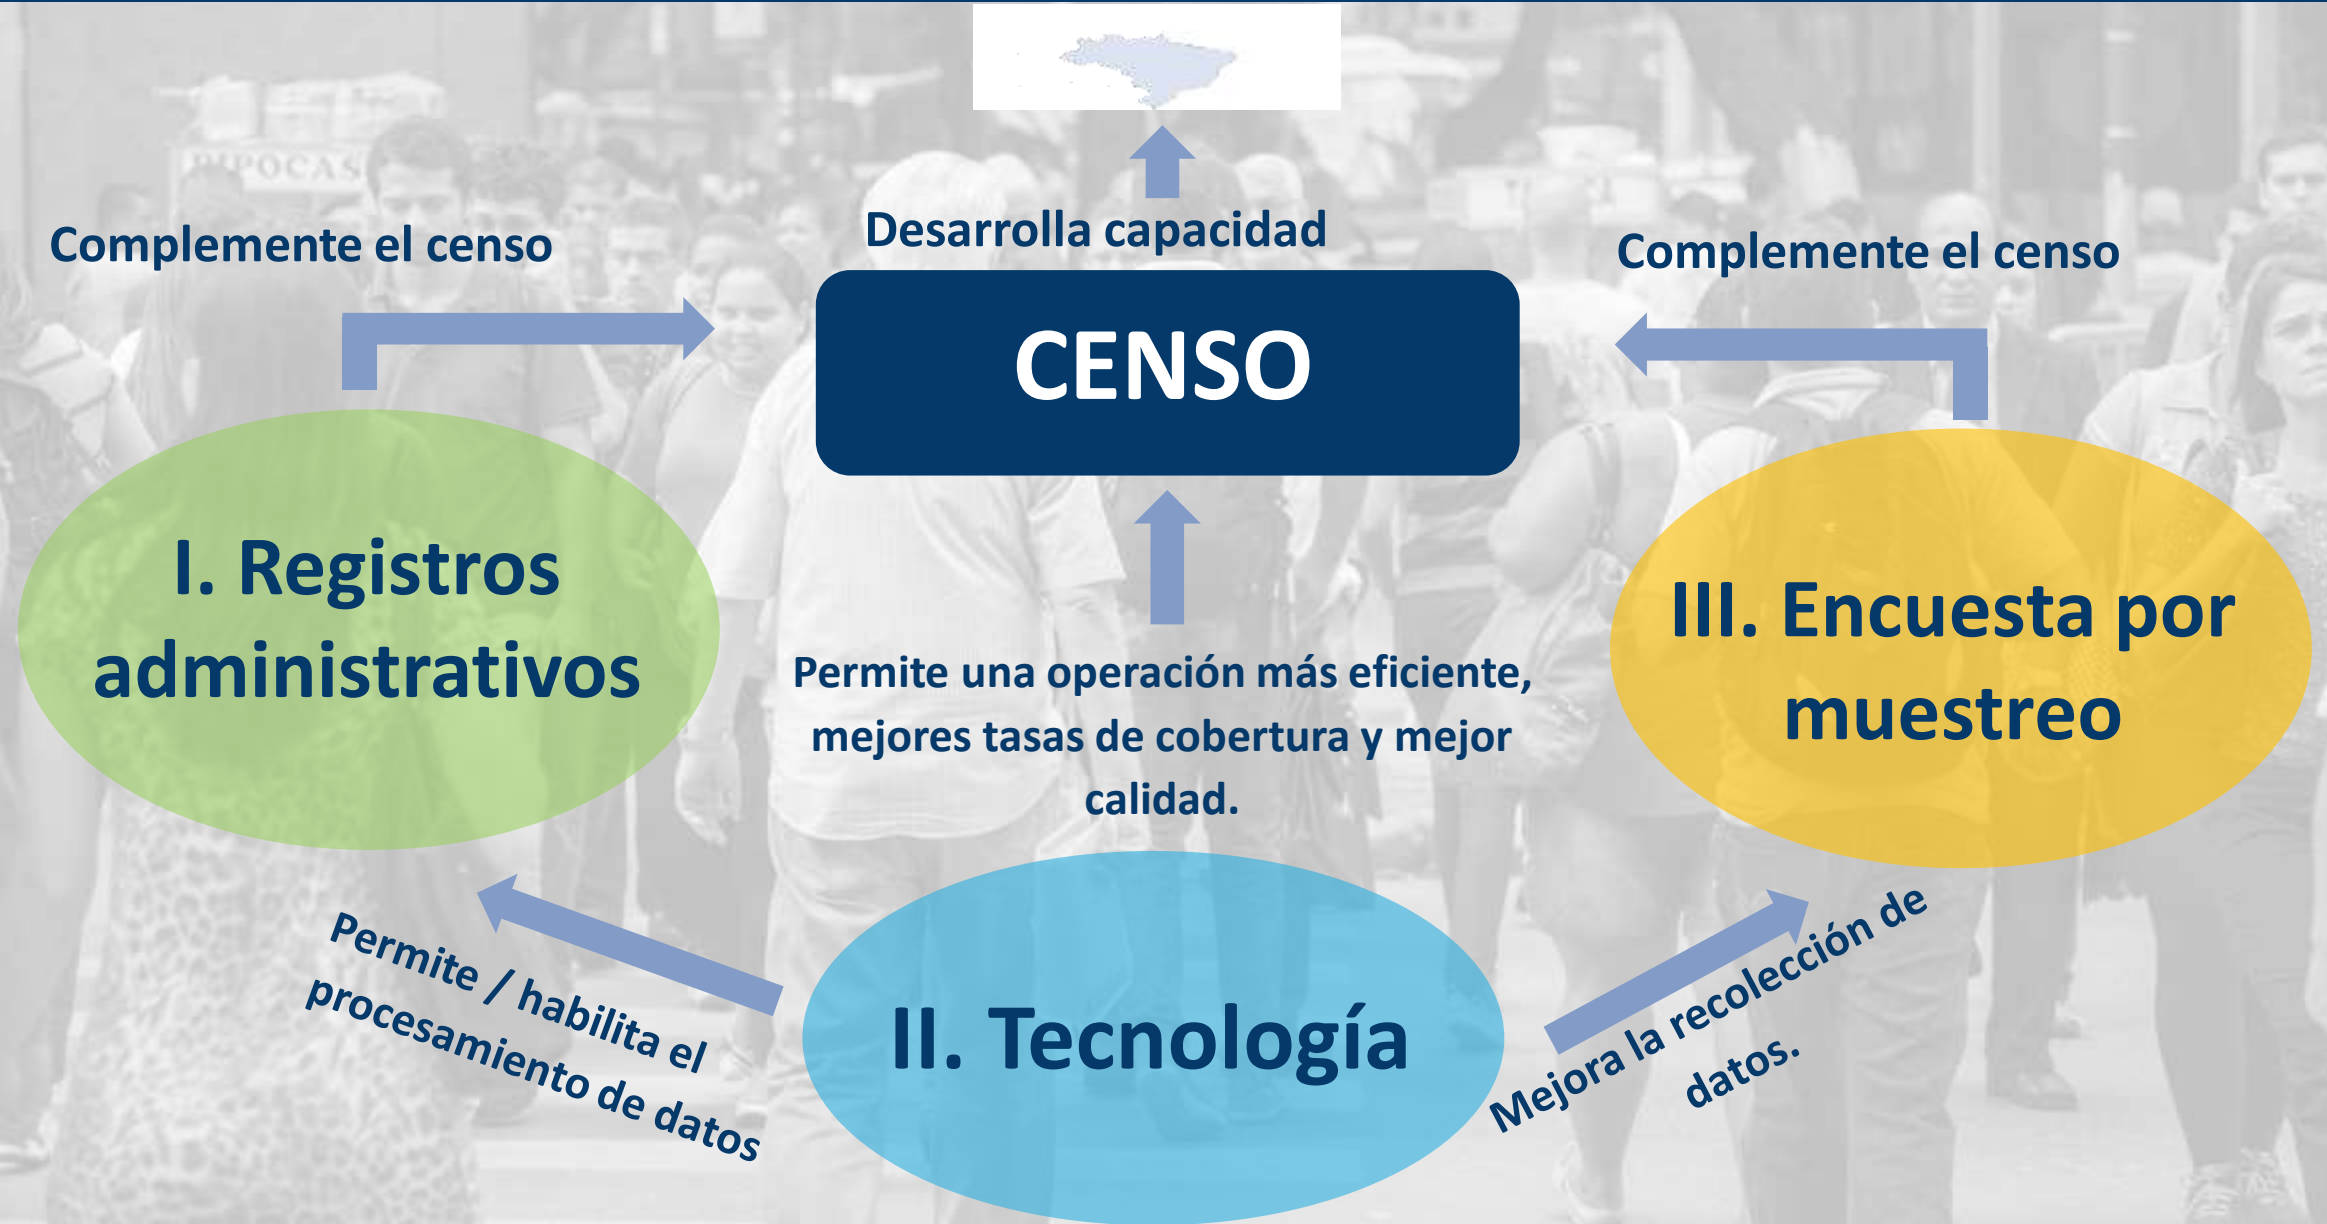 PIPOCAS
Complemente el censo
Desarrolla capacidad
Complemente el censo
CENSO
I. Registros
administrativos
Permite una operación más eficiente,
mejores tasas de cobertura y mejor
calidad.
III. Encuesta por
muestreo
Permite / habilita el
procesamiento de datos
II. Tecnología
Mejora la recolección de
datos.